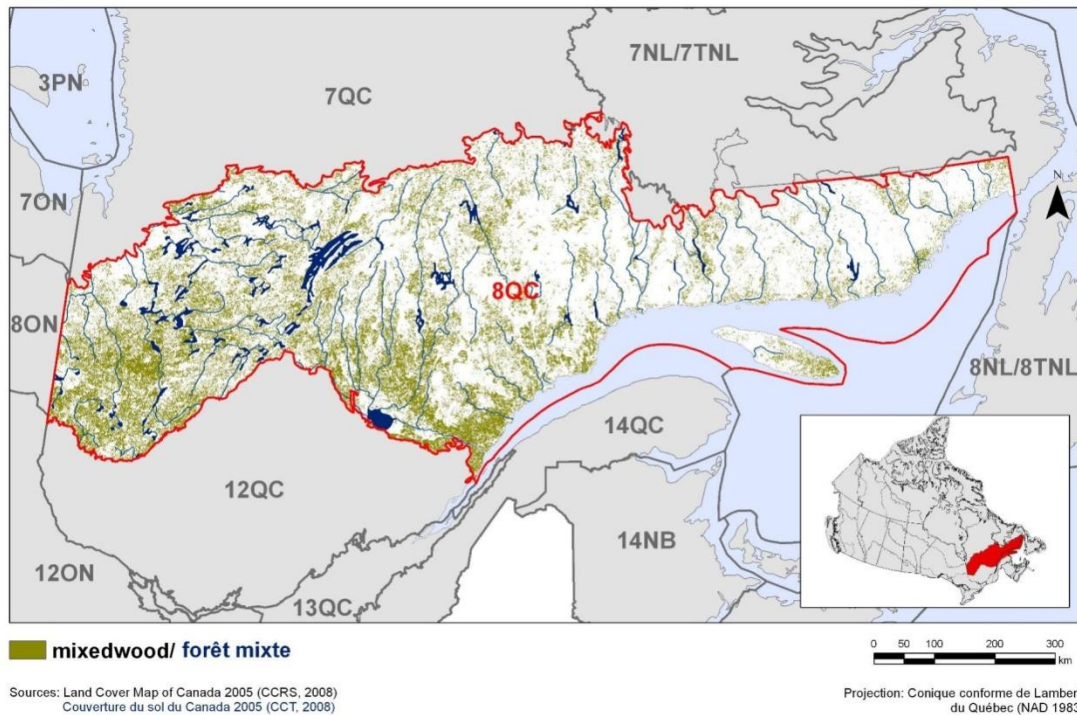 7NL/7TNL
3PN
7QC
7ON
N
8QC
8ON
8NL/8TNL
14QC
12QC
14NB
12ON
13QC
mixedwood/ forêt mixte
0 50 100 200 300
km
Sources: Land Cover Map of Canada 2005 (CCRS, 2008)
Couverture du sol du Canada 2005 (CCT, 2008)
Projection: Conique conforme de Lamber
du Québec (NAD 1983